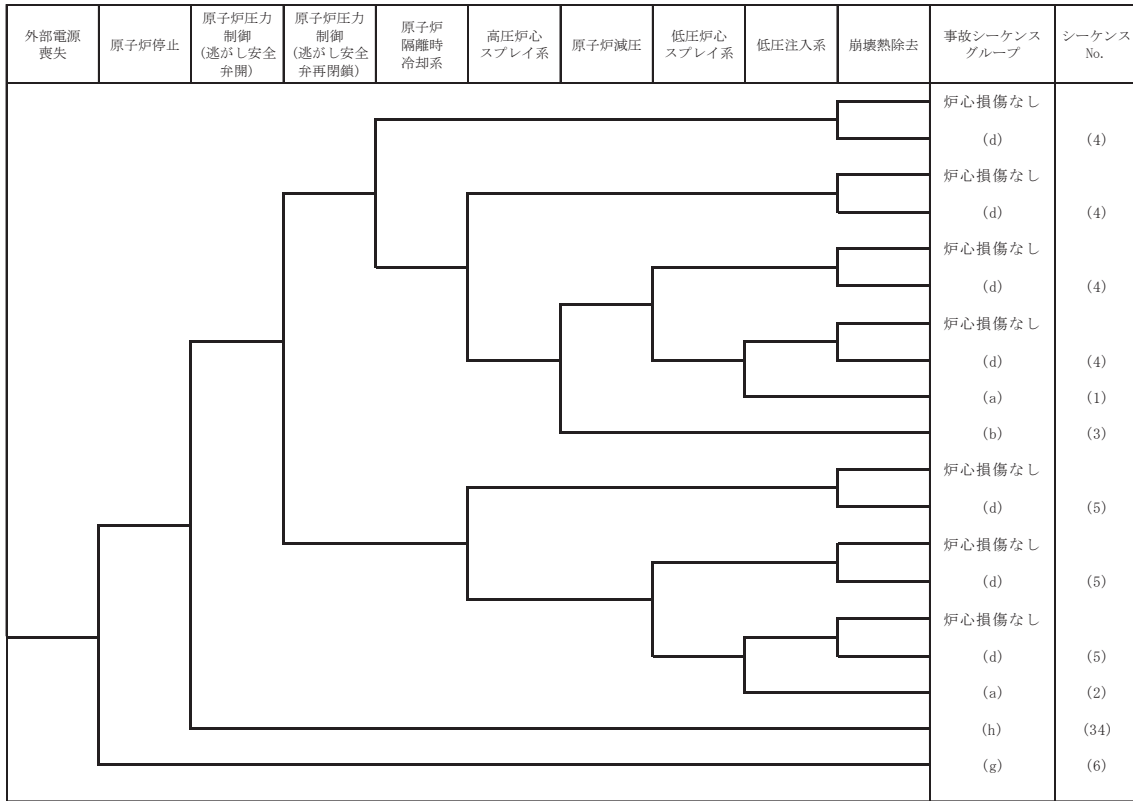 外部電源
喪失
原子炉停止
原子炉圧力
制御
(逃がし安全
弁開)
原子炉圧力
制御
(逃がし安全
弁再閉鎖)
原子炉
隔離時
冷却系
高圧炉心
スプレイ系
原子炉減圧
低圧炉心
スプレイ系
低圧注入系
崩壊熱除去
事故シーケンス
グループ
シーケンス
No.
炉心損傷なし
(d) (4)
炉心損傷なし
(d) (4)
炉心損傷なし
(d) (4)
炉心損傷なし
(d) (4)
(a) (1)
(b) (3)
炉心損傷なし
(d) (5)
炉心損傷なし
(d) (5)
炉心損傷なし
(d) (5)
(a) (2)
(h) (34)
(g) (6)